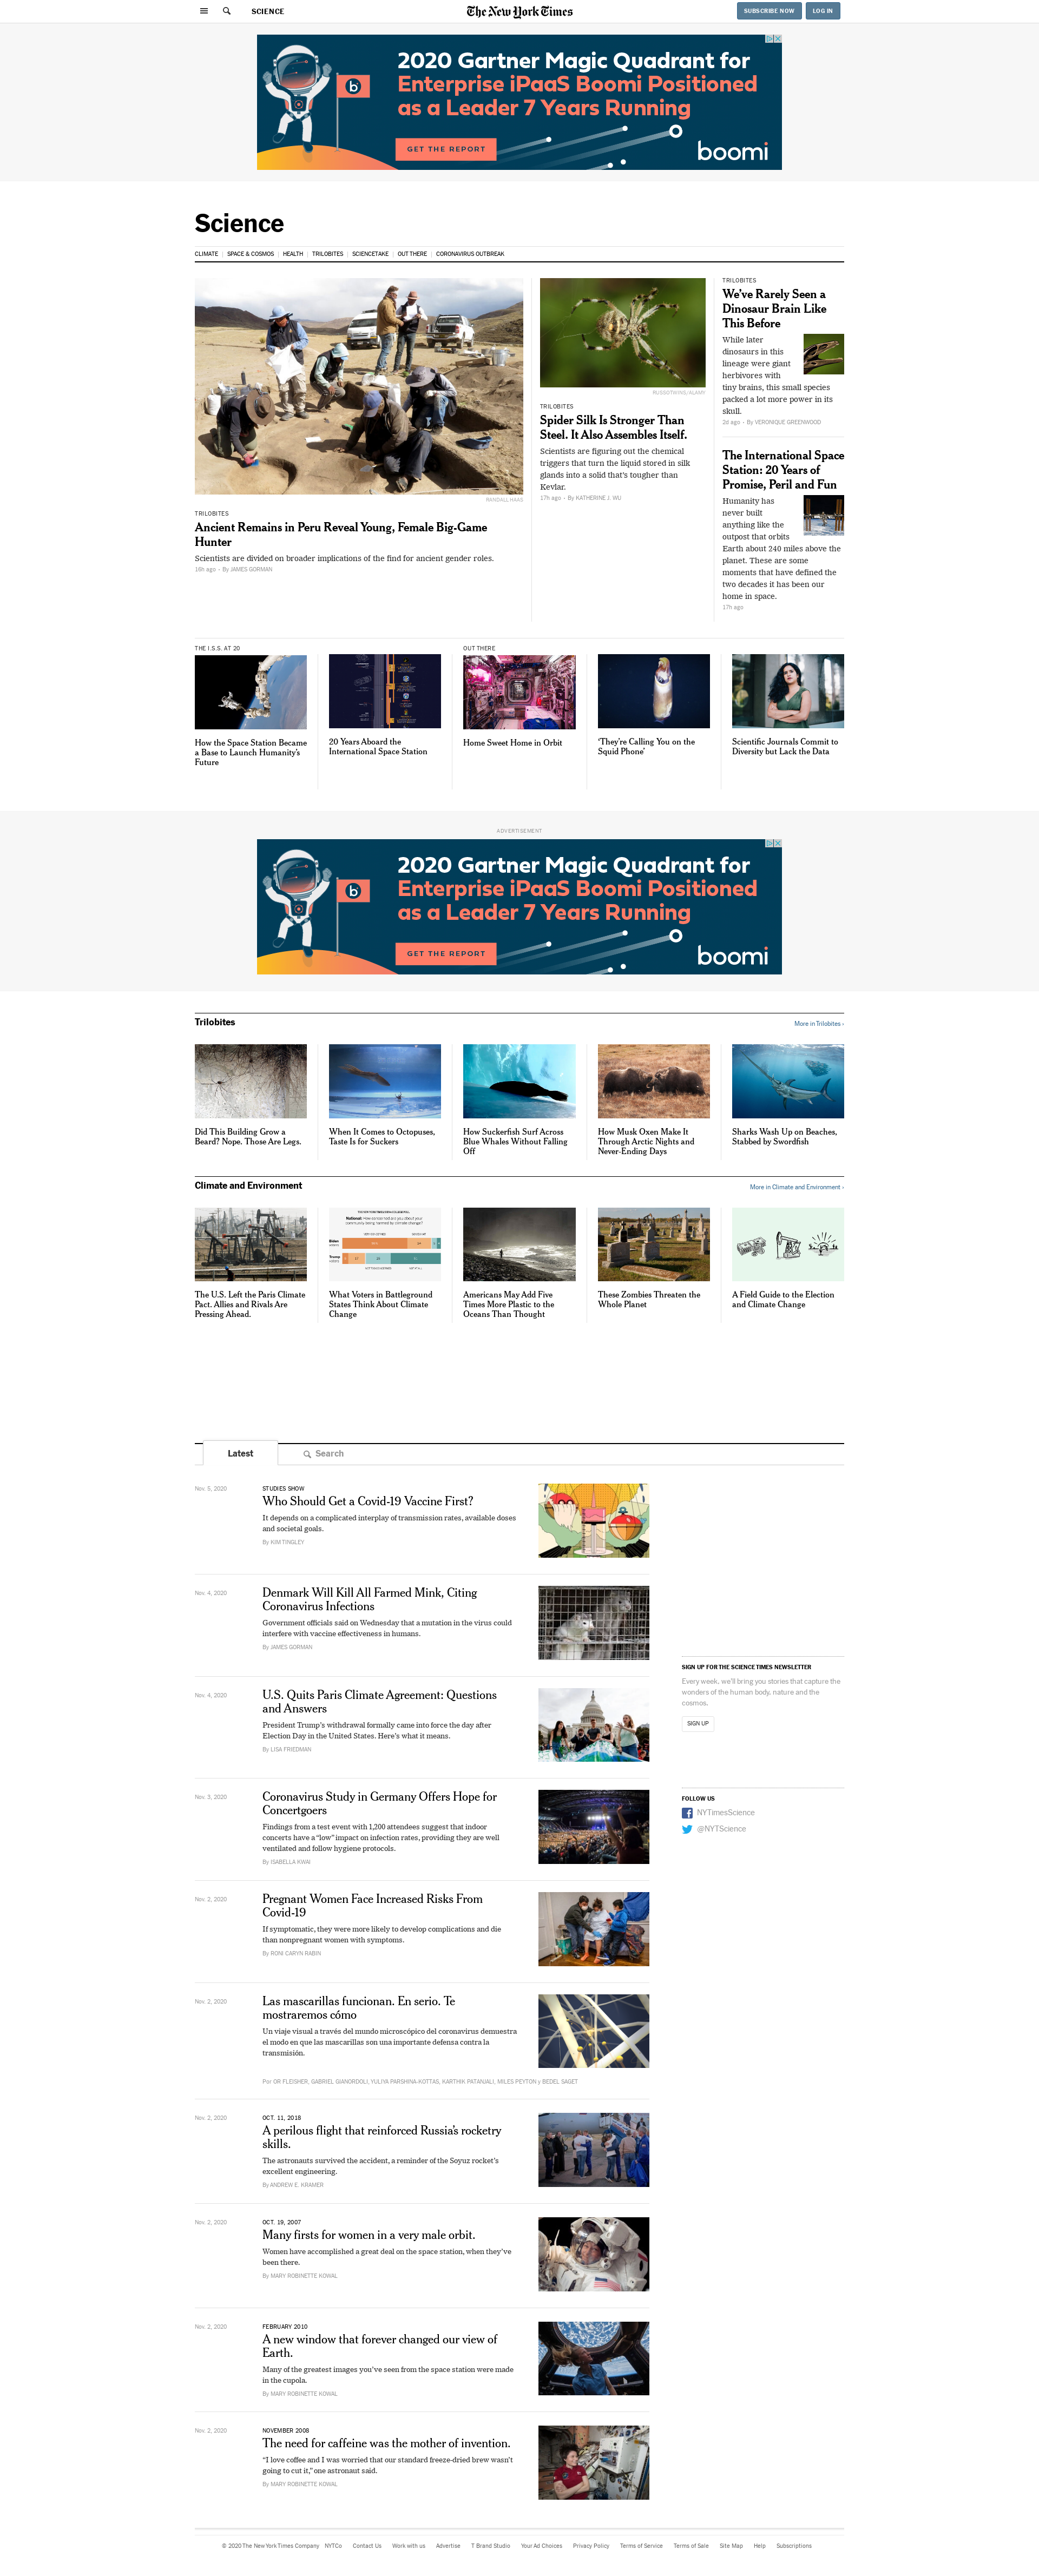 SCIENCE
The New York Times
SUBSCRIBE NOW
LOG IN
2020 Gartner Magic Quadrant for
Enterprise iPaaS Boomi Positioned
as a Leader 7 Years Running
b
GET THE REPORT
boomi
Science
CLIMATE
SPACE & COSMOS
HEALTH
TRILOBITES
SCIENCETAKE
OUT THERE
CORONAVIRUS OUTBREAK
RANDALL HAAS
TRILOBITES
Ancient Remains in Peru Reveal Young, Female Big-Game
Hunter
Scientists are divided on broader implications of the find for ancient gender roles.
16h ago • By JAMES GORMAN
RUSSOTWINS/ALAMY
TRILOBITES
Spider Silk Is Stronger Than
Steel. It Also Assembles Itself.
Scientists are figuring out the chemical
triggers that turn the liquid stored in silk
glands into a solid that's tougher than
Kevlar.
17h ago • By KATHERINE J. WU
TRILOBITES
We've Rarely Seen a
Dinosaur Brain Like
This Before
While later
dinosaurs in this
lineage were giant
herbivores with
tiny brains, this small species
packed a lot more power in its
skull.
2d ago • By VERONIQUE GREENWOOD
The International Space
Station: 20 Years of
Promise, Peril and Fun
Humanity has
never built
anything like the
outpost that orbits
Earth about 240 miles above the
planet. These are some
moments that have defined the
two decades it has been our
home in space.
17h ago
THE I.S.S. AT 20
How the Space Station Became
a Base to Launch Humanity's
Future
20 Years Aboard the
International Space Station
OUT THERE
Home Sweet Home in Orbit
'They're Calling You on the
Squid Phone'
Scientific Journals Commit to
Diversity but Lack the Data
ADVERTISEMENT
2020 Gartner Magic Quadrant for
Enterprise iPaaS Boomi Positioned
as a Leader 7 Years Running
b
GET THE REPORT
boomi
Trilobites
More in Trilobites ›
Did This Building Grow a
Beard? Nope. Those Are Legs.
When It Comes to Octopuses,
Taste Is for Suckers
How Suckerfish Surf Across
Blue Whales Without Falling
Off
How Musk Oxen Make It
Through Arctic Nights and
Never-Ending Days
Sharks Wash Up on Beaches,
Stabbed by Swordfish
Climate and Environment
More in Climate and Environment ›
The U.S. Left the Paris Climate
Pact. Allies and Rivals Are
Pressing Ahead.
What Voters in Battleground
States Think About Climate
Change
Americans May Add Five
Times More Plastic to the
Oceans Than Thought
These Zombies Threaten the
Whole Planet
A Field Guide to the Election
and Climate Change
Latest
Search
Nov. 5, 2020
STUDIES SHOW
Who Should Get a Covid-19 Vaccine First?
It depends on a complicated interplay of transmission rates, available doses
and societal goals.
By KIM TINGLEY
Nov. 4, 2020
Denmark Will Kill All Farmed Mink, Citing
Coronavirus Infections
Government officials said on Wednesday that a mutation in the virus could
interfere with vaccine effectiveness in humans.
By JAMES GORMAN
Nov. 4, 2020
U.S. Quits Paris Climate Agreement: Questions
and Answers
President Trump's withdrawal formally came into force the day after
Election Day in the United States. Here's what it means.
By LISA FRIEDMAN
Nov. 3, 2020
Coronavirus Study in Germany Offers Hope for
Concertgoers
Findings from a test event with 1,200 attendees suggest that indoor
concerts have a "low" impact on infection rates, providing they are well
ventilated and follow hygiene protocols.
By ISABELLA KWAI
Nov. 2, 2020
Pregnant Women Face Increased Risks From
Covid-19
If symptomatic, they were more likely to develop complications and die
than nonpregnant women with symptoms.
By RONI CARYN RABIN
Nov. 2, 2020
Las mascarillas funcionan. En serio. Te
mostraremos cómo
Un viaje visual a través del mundo microscópico del coronavirus demuestra
el modo en que las mascarillas son una importante defensa contra la
transmisión.
Por OR FLEISHER, GABRIEL GIANORDOLI, YULIYA PARSHINA-KOTTAS, KARTHIK PATANJALI, MILES PEYTON y BEDEL SAGET
Nov. 2, 2020
OCT. 11, 2018
A perilous flight that reinforced Russia's rocketry
skills.
The astronauts survived the accident, a reminder of the Soyuz rocket's
excellent engineering.
By ANDREW E. KRAMER
Nov. 2, 2020
OCT. 19, 2007
Many firsts for women in a very male orbit.
Women have accomplished a great deal on the space station, when they've
been there.
By MARY ROBINETTE KOWAL
Nov. 2, 2020
FEBRUARY 2010
A new window that forever changed our view of
Earth.
Many of the greatest images you've seen from the space station were made
in the cupola.
By MARY ROBINETTE KOWAL
Nov. 2, 2020
NOVEMBER 2008
The need for caffeine was the mother of invention.
"I love coffee and I was worried that our standard freeze-dried brew wasn't
going to cut it," one astronaut said.
By MARY ROBINETTE KOWAL
SIGN UP FOR THE SCIENCE TIMES NEWSLETTER
Every week, we'll bring you stories that capture the
wonders of the human body, nature and the
cosmos.
SIGN UP
FOLLOW US
NYTimesScience
@NYTScience
© 2020 The New York Times Company
NYTCo
Contact Us
Work with us
Advertise
T Brand Studio
Your Ad Choices
Privacy Policy
Terms of Service
Terms of Sale
Site Map
Help
Subscriptions